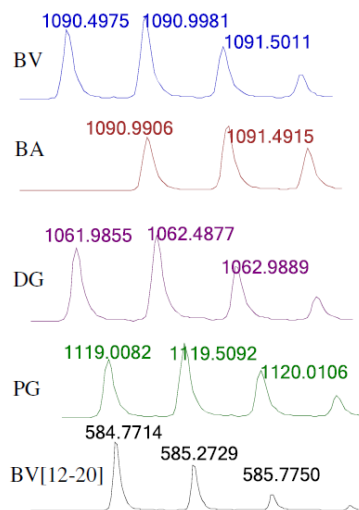 1090.4975 1090.9981
1091.5011
BV
1090.9906 1091.4915
BA
1061.9855 1062.4877
1062.9889
DG
1119.0082 1119.5092
1120.0106
PG
584.7714
585.2729
585.7750
BV[12-20]